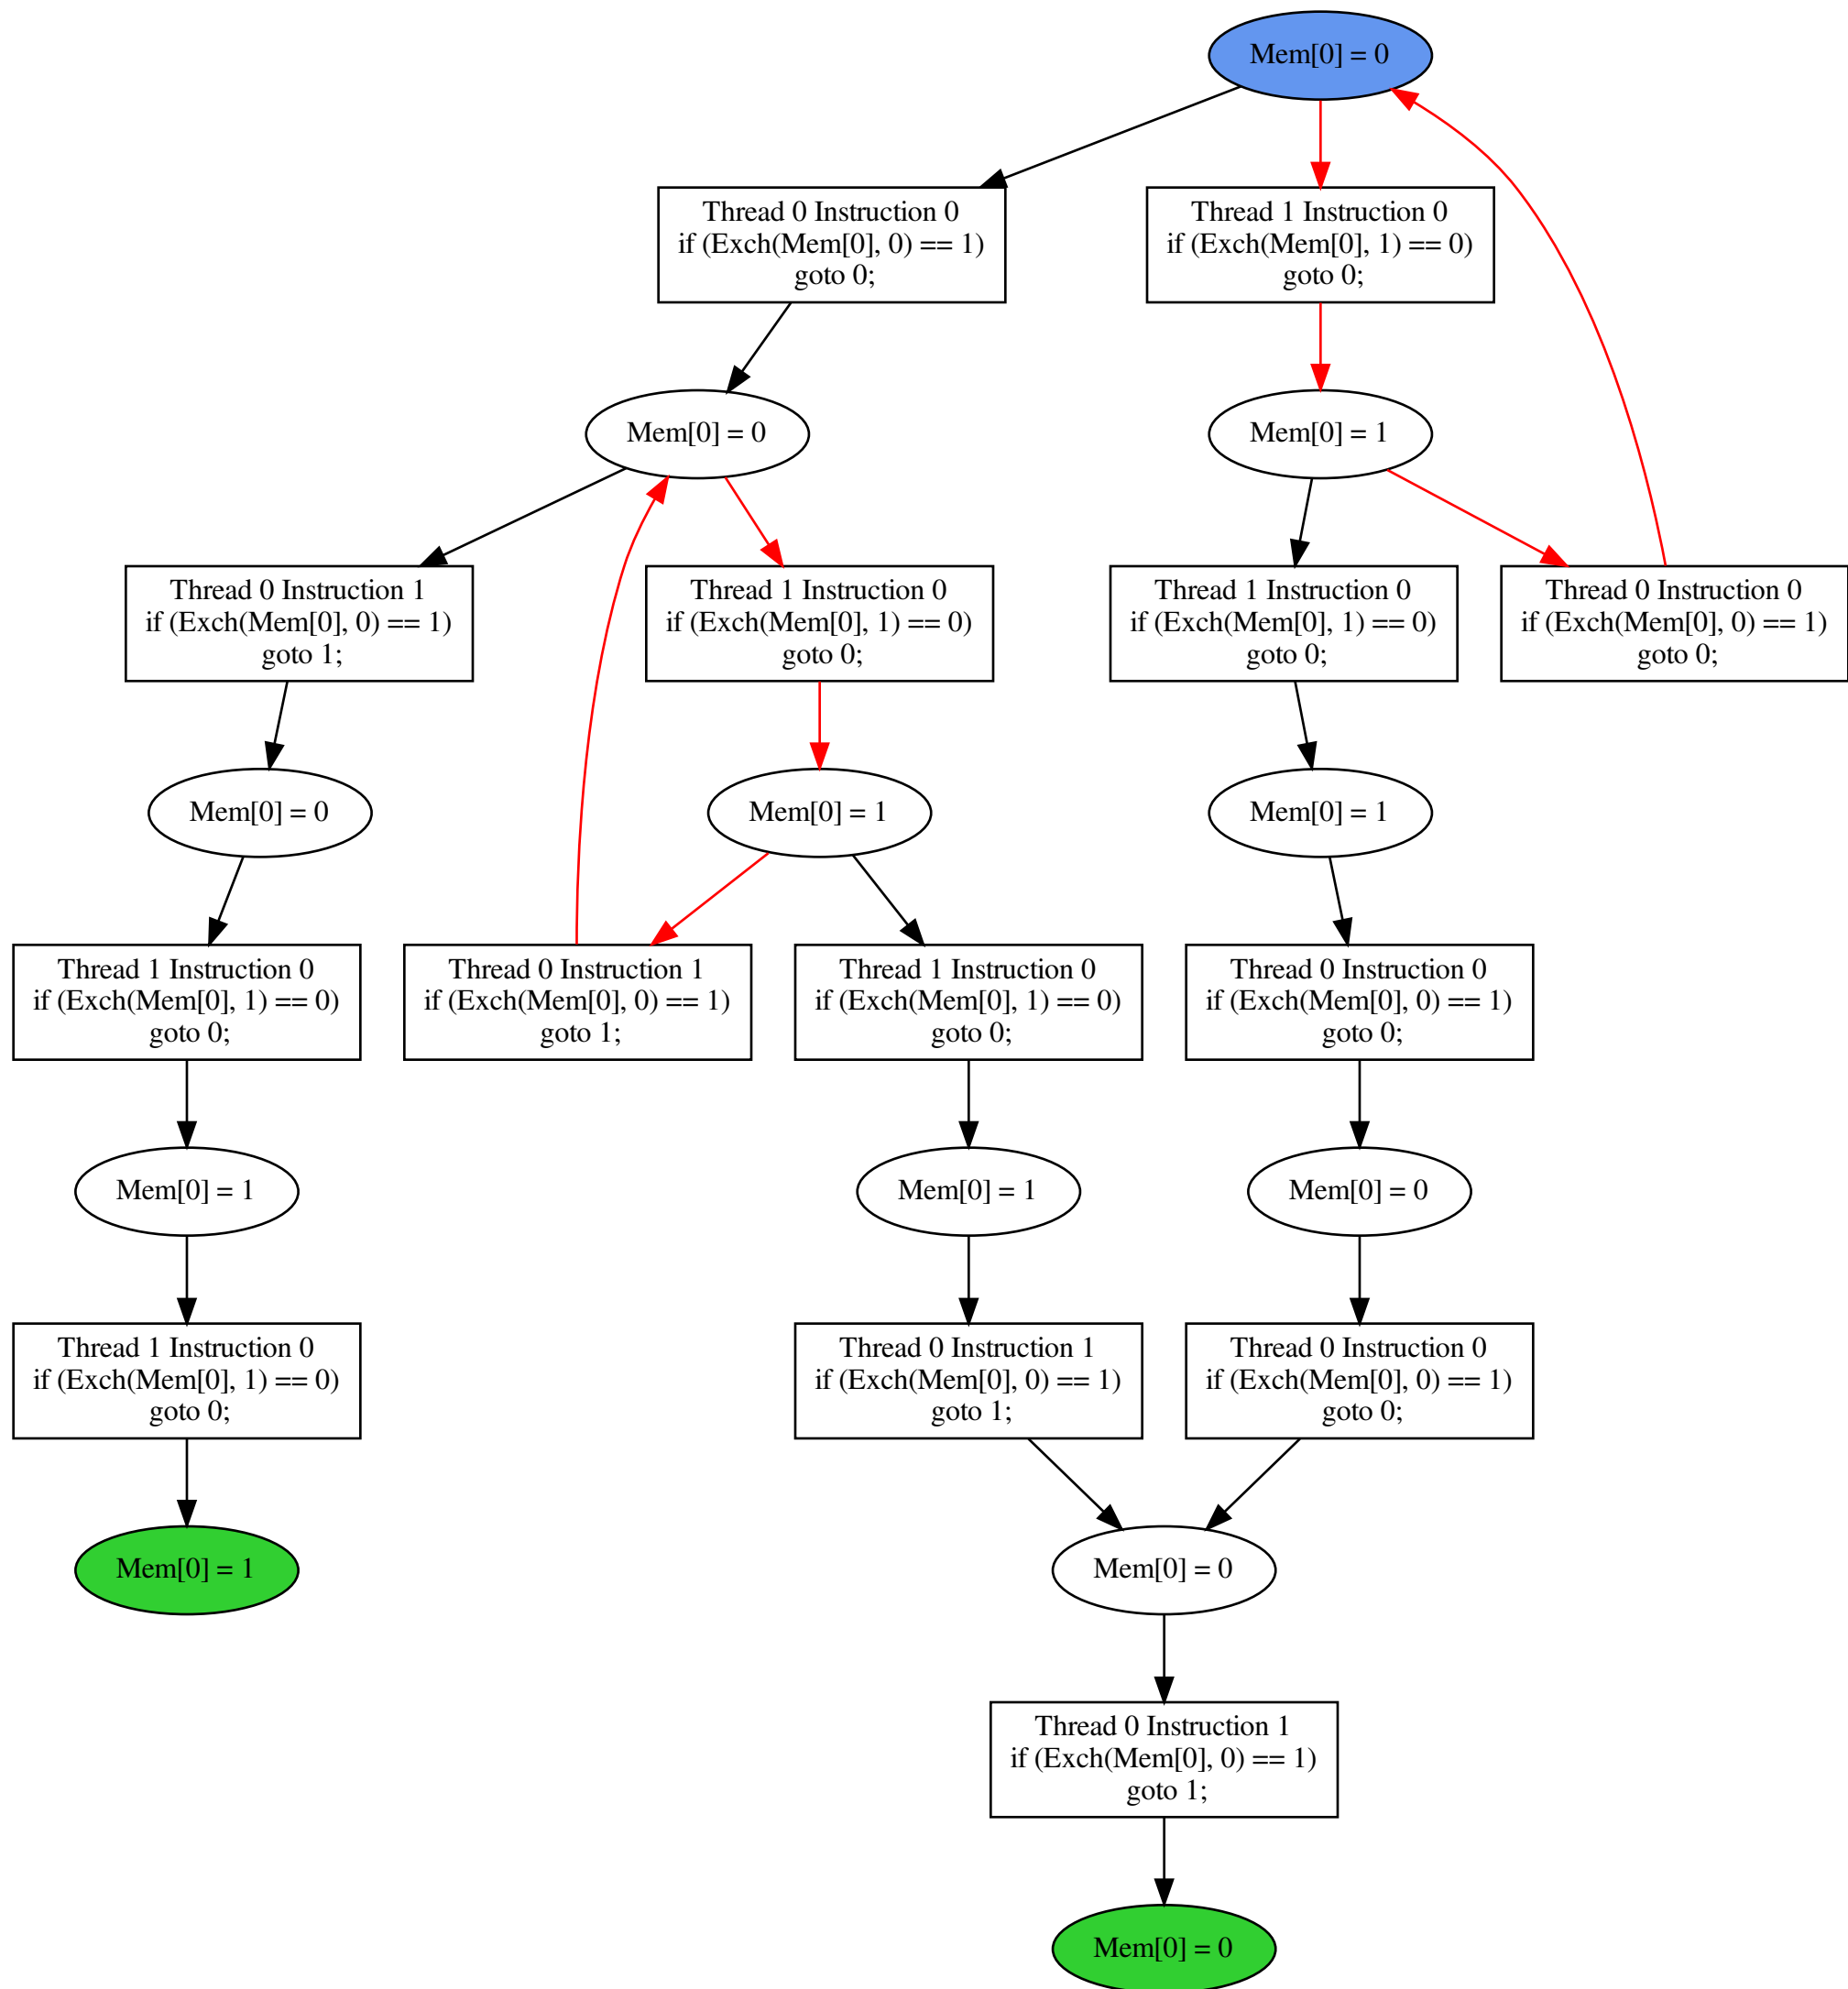 Mem[0] = 0
Thread 0 Instruction 0
if (Exch(Mem[0], 0) == 1)
goto 0;
Thread 1 Instruction 0
if (Exch(Mem[0], 1) == 0)
goto 0;
Mem[0] = 0
Mem[0] = 1
Thread 0 Instruction 1
if (Exch(Mem[0], 0) == 1)
goto 1;
Thread 1 Instruction 0
if (Exch(Mem[0], 1) == 0)
goto 0;
Thread 1 Instruction 0
if (Exch(Mem[0], 1) == 0)
goto 0;
Thread 0 Instruction 0
if (Exch(Mem[0], 0) == 1)
goto 0;
Mem[0] = 0
Mem[0] = 1
Mem[0] = 1
Thread 1 Instruction 0
if (Exch(Mem[0], 1) == 0)
goto 0;
Thread 0 Instruction 1
if (Exch(Mem[0], 0) == 1)
goto 1;
Thread 1 Instruction 0
if (Exch(Mem[0], 1) == 0)
goto 0;
Thread 0 Instruction 0
if (Exch(Mem[0], 0) == 1)
goto 0;
Mem[0] = 1
Mem[0] = 1
Mem[0] = 0
Thread 1 Instruction 0
if (Exch(Mem[0], 1) == 0)
goto 0;
Thread 0 Instruction 1
if (Exch(Mem[0], 0) == 1)
goto 1;
Thread 0 Instruction 0
if (Exch(Mem[0], 0) == 1)
goto 0;
Mem[0] = 1
Mem[0] = 0
Thread 0 Instruction 1
if (Exch(Mem[0], 0) == 1)
goto 1;
Mem[0] = 0